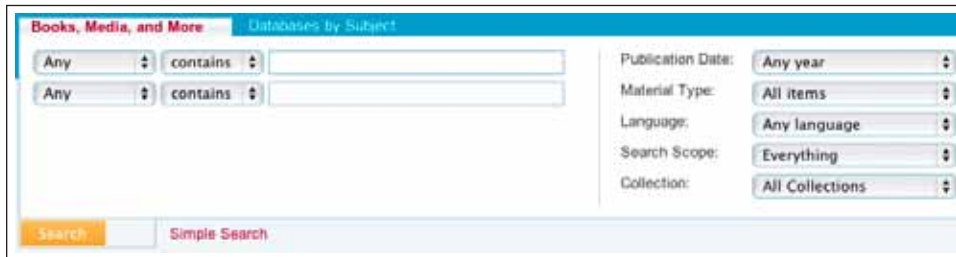 Books, Media, and More Databases by Subject
Any contains
Any contains
Publication Date: Any year
Material Type: All items
Language: Any language
Search Scope: Everything
Collection: All Collections
Search Simple Search